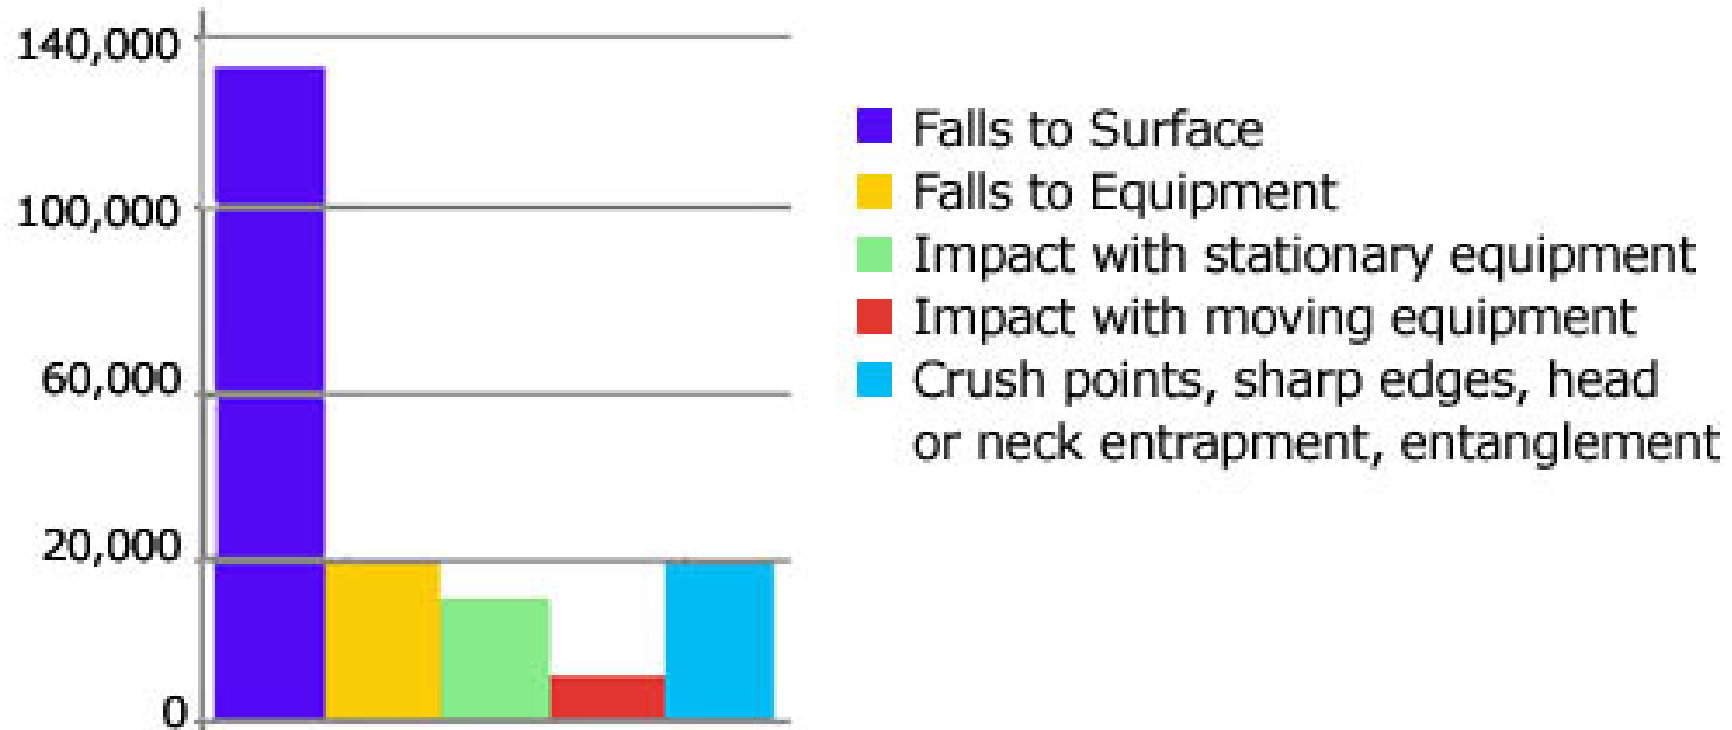 140,000
100,000
60,000
20,000
0
Falls to Surface
Falls to Equipment
Impact with stationary equipment
Impact with moving equipment
Crush points, sharp edges, head
or neck entrapment, entanglement